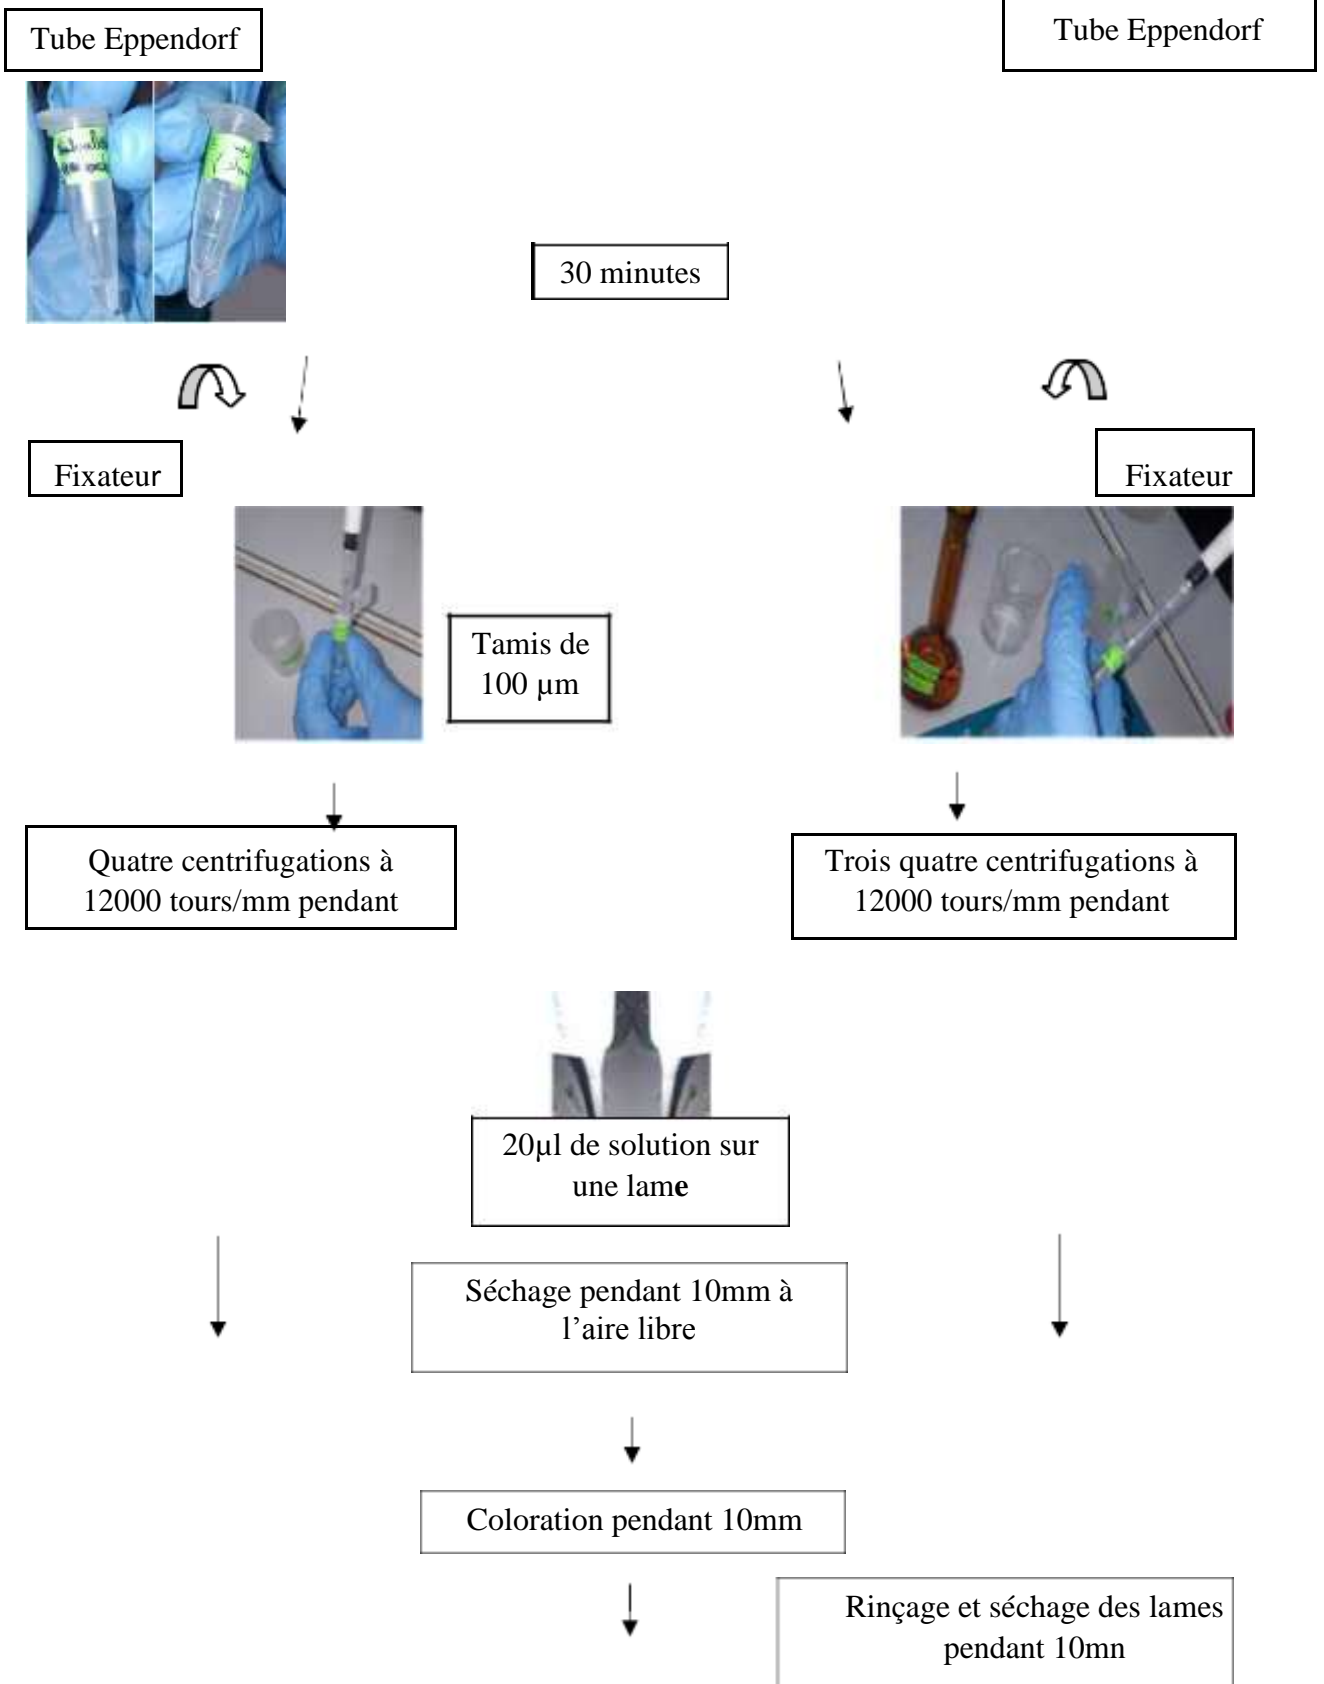 Tube Eppendorf
Tube Eppendorf
30 minutes
Fixateur
Fixateur
Tamis de
100 µm
Quatre centrifugations à
12000 tours/mm pendant
Trois quatre centrifugations à
12000 tours/mm pendant
20µl de solution sur
une lame
Séchage pendant 10mm à
l’aire libre
Coloration pendant 10mm
Rinçage et séchage des lames
pendant 10mn